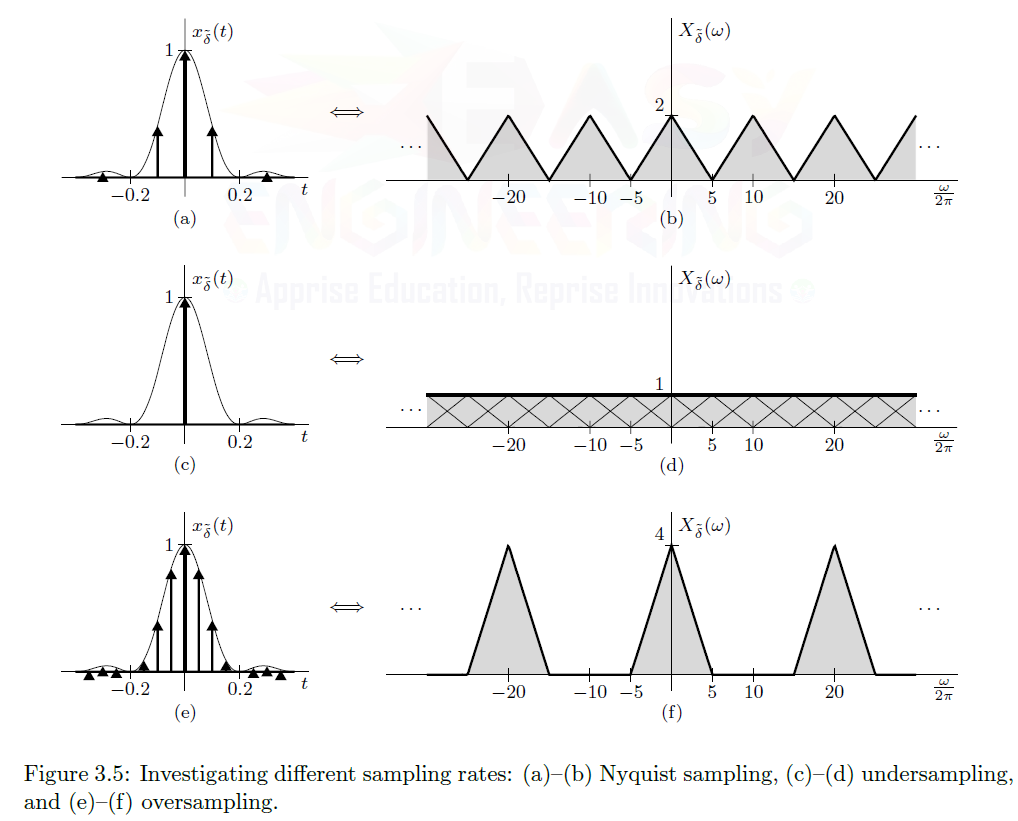 x_δ̃(t)
1
−0.2 0.2 t
(a)
⟺
X_δ̃(ω)
2
··· ···
−20 −10 −5 5 10 20 ω/2π
(b)
x_δ̃(t)
1
−0.2 0.2 t
(c)
⟺
X_δ̃(ω)
1
··· ···
−20 −10 −5 5 10 20 ω/2π
(d)
x_δ̃(t)
1
−0.2 0.2 t
(e)
⟺
X_δ̃(ω)
4
··· ···
−20 −10 −5 5 10 20 ω/2π
(f)
EASY
ENGINEERING
Apprise Education, Reprise Innovations
Figure 3.5: Investigating different sampling rates: (a)–(b) Nyquist sampling, (c)–(d) undersampling,
and (e)–(f) oversampling.